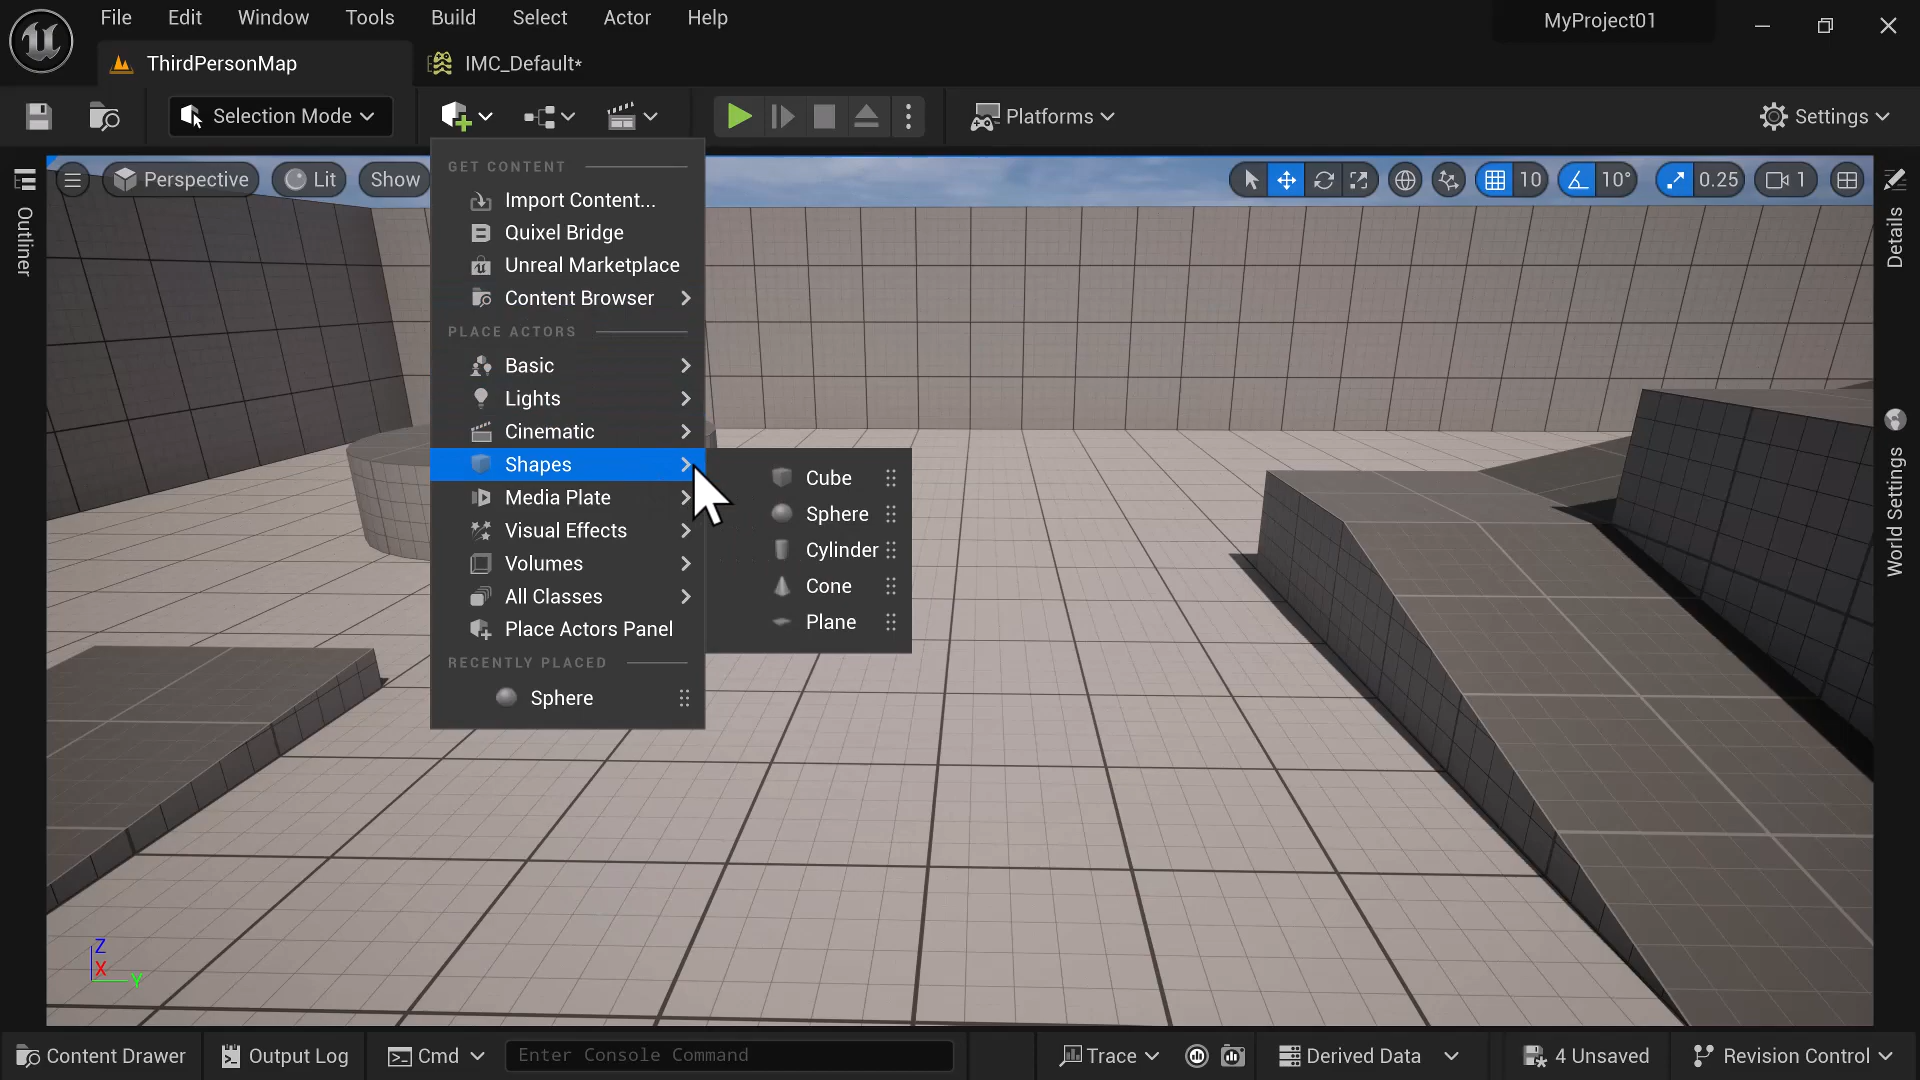 File Edit Window Tools Build Select Actor Help
MyProject01
ThirdPersonMap
IMC_Default*
Selection Mode
Platforms
Settings
Perspective
Lit
Show
10
10°
0.25
1
Outliner
Details
World Settings
GET CONTENT
Import Content...
Quixel Bridge
Unreal Marketplace
Content Browser
PLACE ACTORS
Basic
Lights
Cinematic
Shapes
Media Plate
Visual Effects
Volumes
All Classes
Place Actors Panel
RECENTLY PLACED
Sphere
Cube
Sphere
Cylinder
Cone
Plane
Z
X
Y
Content Drawer
Output Log
Cmd
Enter Console Command
Trace
Derived Data
4 Unsaved
Revision Control